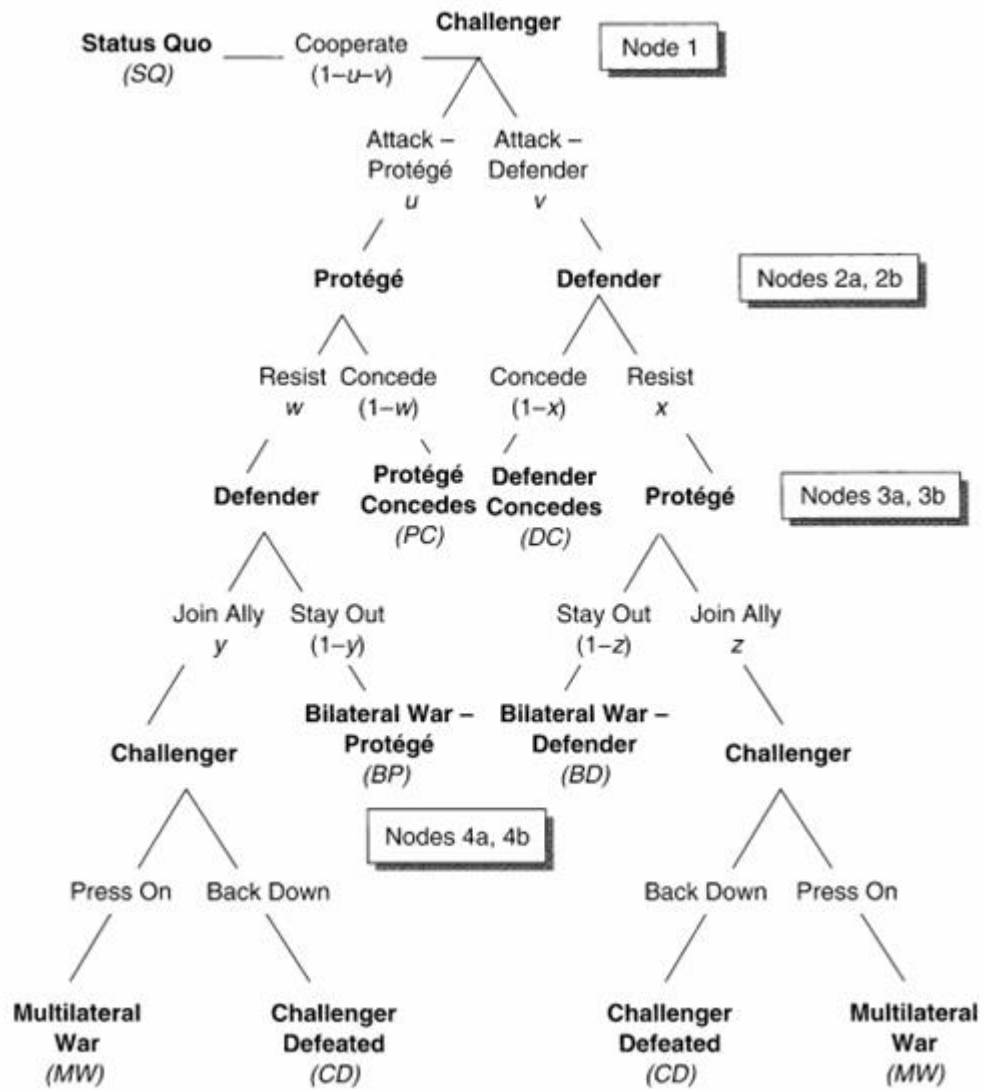 Challenger
Status Quo
(SQ)
Cooperate
(1–u–v)
Node 1
Attack –
Protégé
u
Attack –
Defender
v
Protégé
Defender
Nodes 2a, 2b
Resist
w
Concede
(1–w)
Concede
(1–x)
Resist
x
Defender
Protégé
Concedes
(PC)
Defender
Concedes
(DC)
Protégé
Nodes 3a, 3b
Join Ally
y
Stay Out
(1–y)
Stay Out
(1–z)
Join Ally
z
Challenger
Bilateral War –
Protégé
(BP)
Bilateral War –
Defender
(BD)
Challenger
Nodes 4a, 4b
Press On
Back Down
Back Down
Press On
Multilateral
War
(MW)
Challenger
Defeated
(CD)
Challenger
Defeated
(CD)
Multilateral
War
(MW)